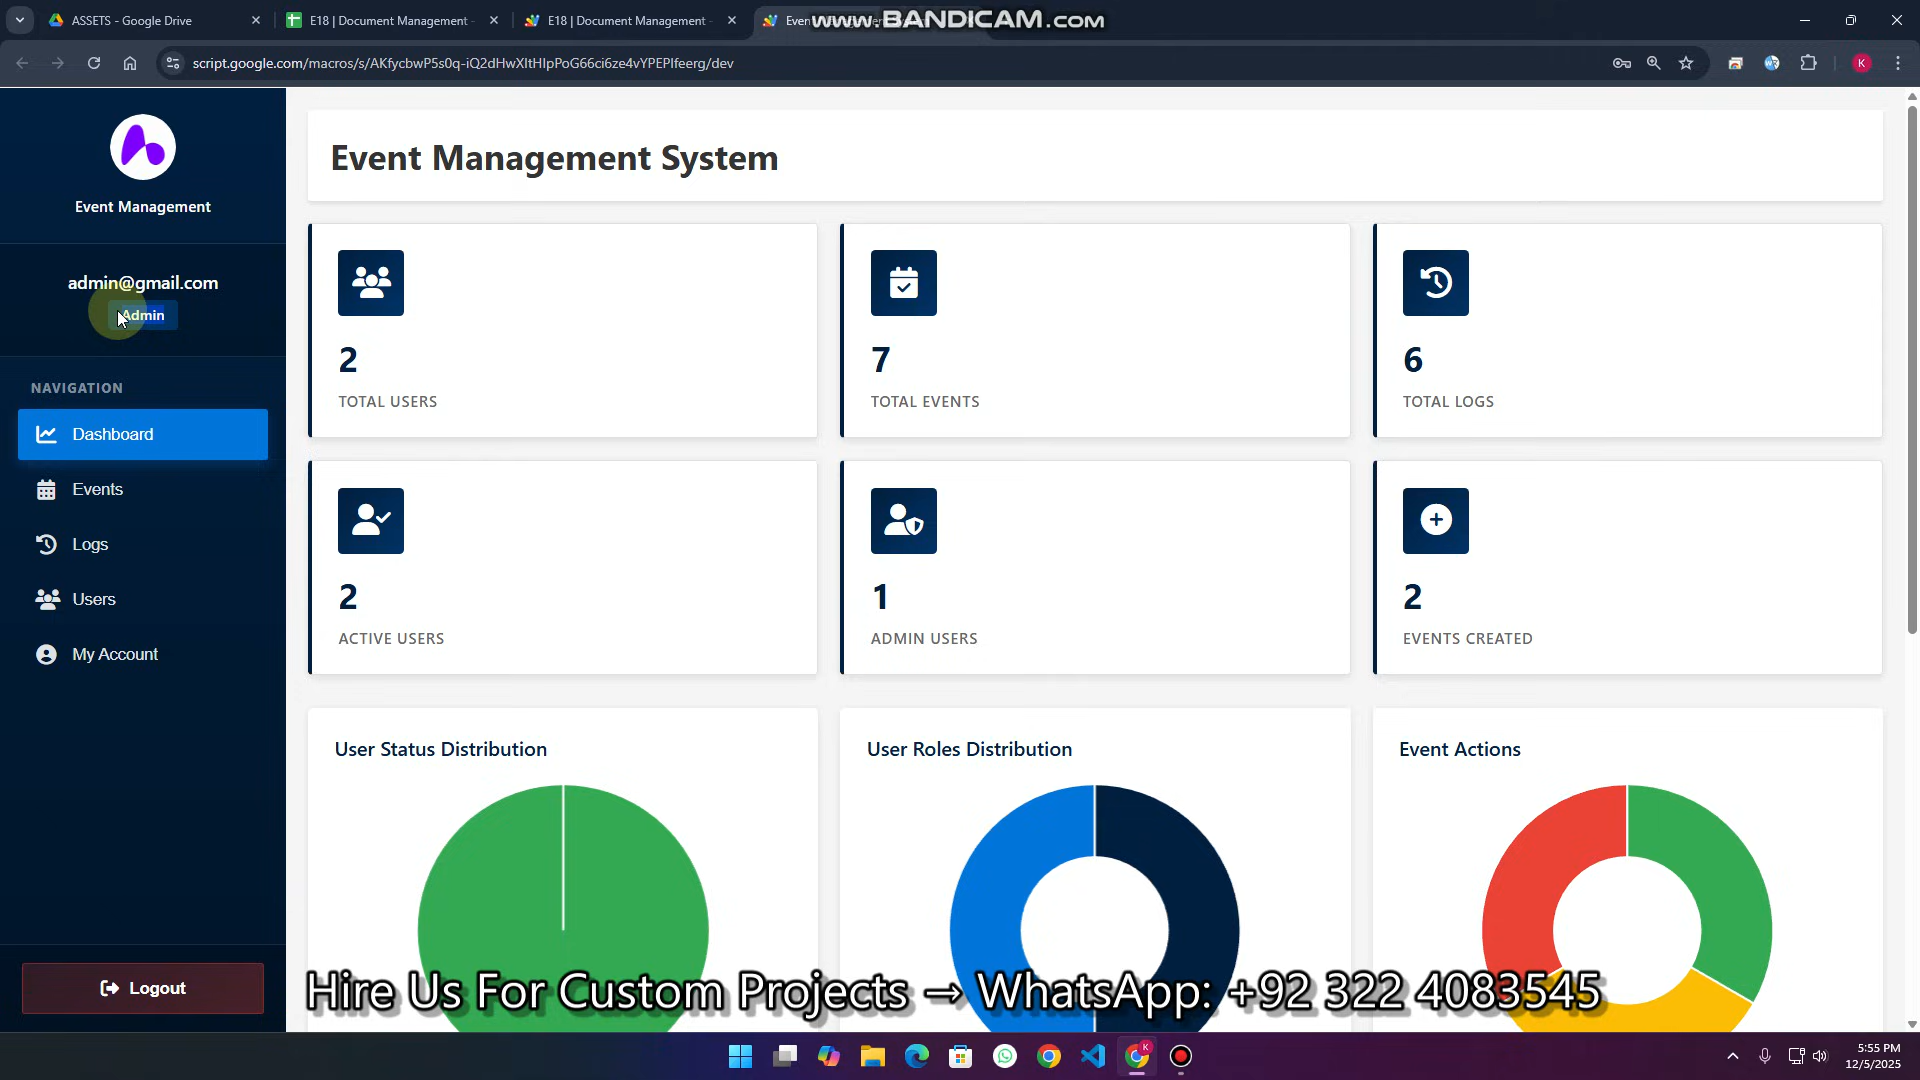 ASSETS - Google Drive
E18 | Document Management -
E18 | Document Management -
WWW.BANDICAM.COM
script.google.com/macros/s/AKfycbwP5s0q-iQ2dHwXltHIpPoG66ci6ze4vYPEPIfeerg/dev
K
Event Management
admin@gmail.com
Admin
NAVIGATION
Dashboard
Events
Logs
Users
My Account
Logout
Event Management System
2
TOTAL USERS
7
TOTAL EVENTS
6
TOTAL LOGS
2
ACTIVE USERS
1
ADMIN USERS
2
EVENTS CREATED
User Status Distribution
User Roles Distribution
Event Actions
Hire Us For Custom Projects → WhatsApp: +92 322 4083545
K
5:55 PM
12/5/2025